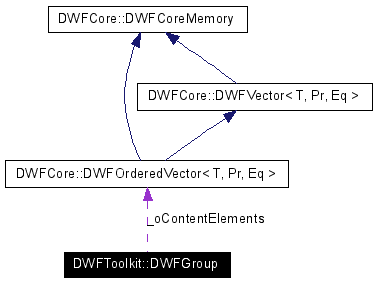 DWFCore::DWFCoreMemory
DWFCore::DWFVector< T, Pr, Eq >
DWFCore::DWFOrderedVector< T, Pr, Eq >
_oContentElements
DWFToolkit::DWFGroup